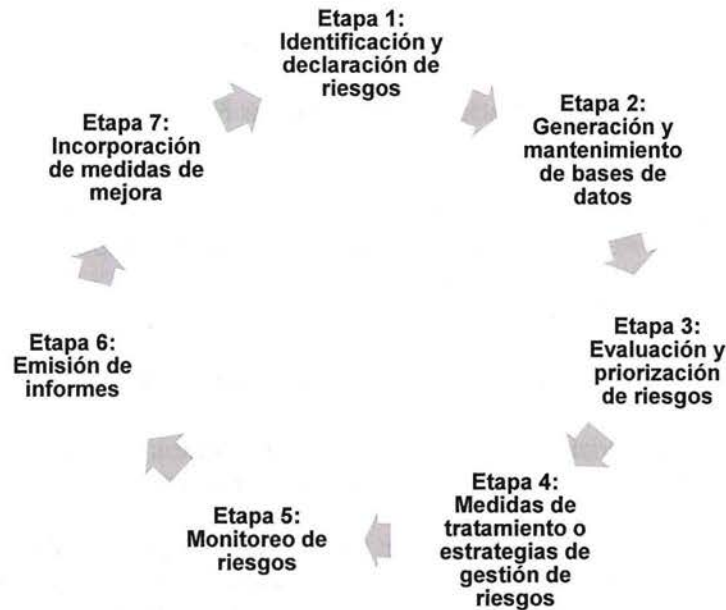 Etapa 1:
Identificación y
declaración de
riesgos
Etapa 2:
Generación y
mantenimiento
de bases de
datos
Etapa 3:
Evaluación y
priorización
de riesgos
Etapa 4:
Medidas de
tratamiento o
estrategias de
gestión de
riesgos
Etapa 5:
Monitoreo de
riesgos
Etapa 6:
Emisión de
informes
Etapa 7:
Incorporación
de medidas de
mejora